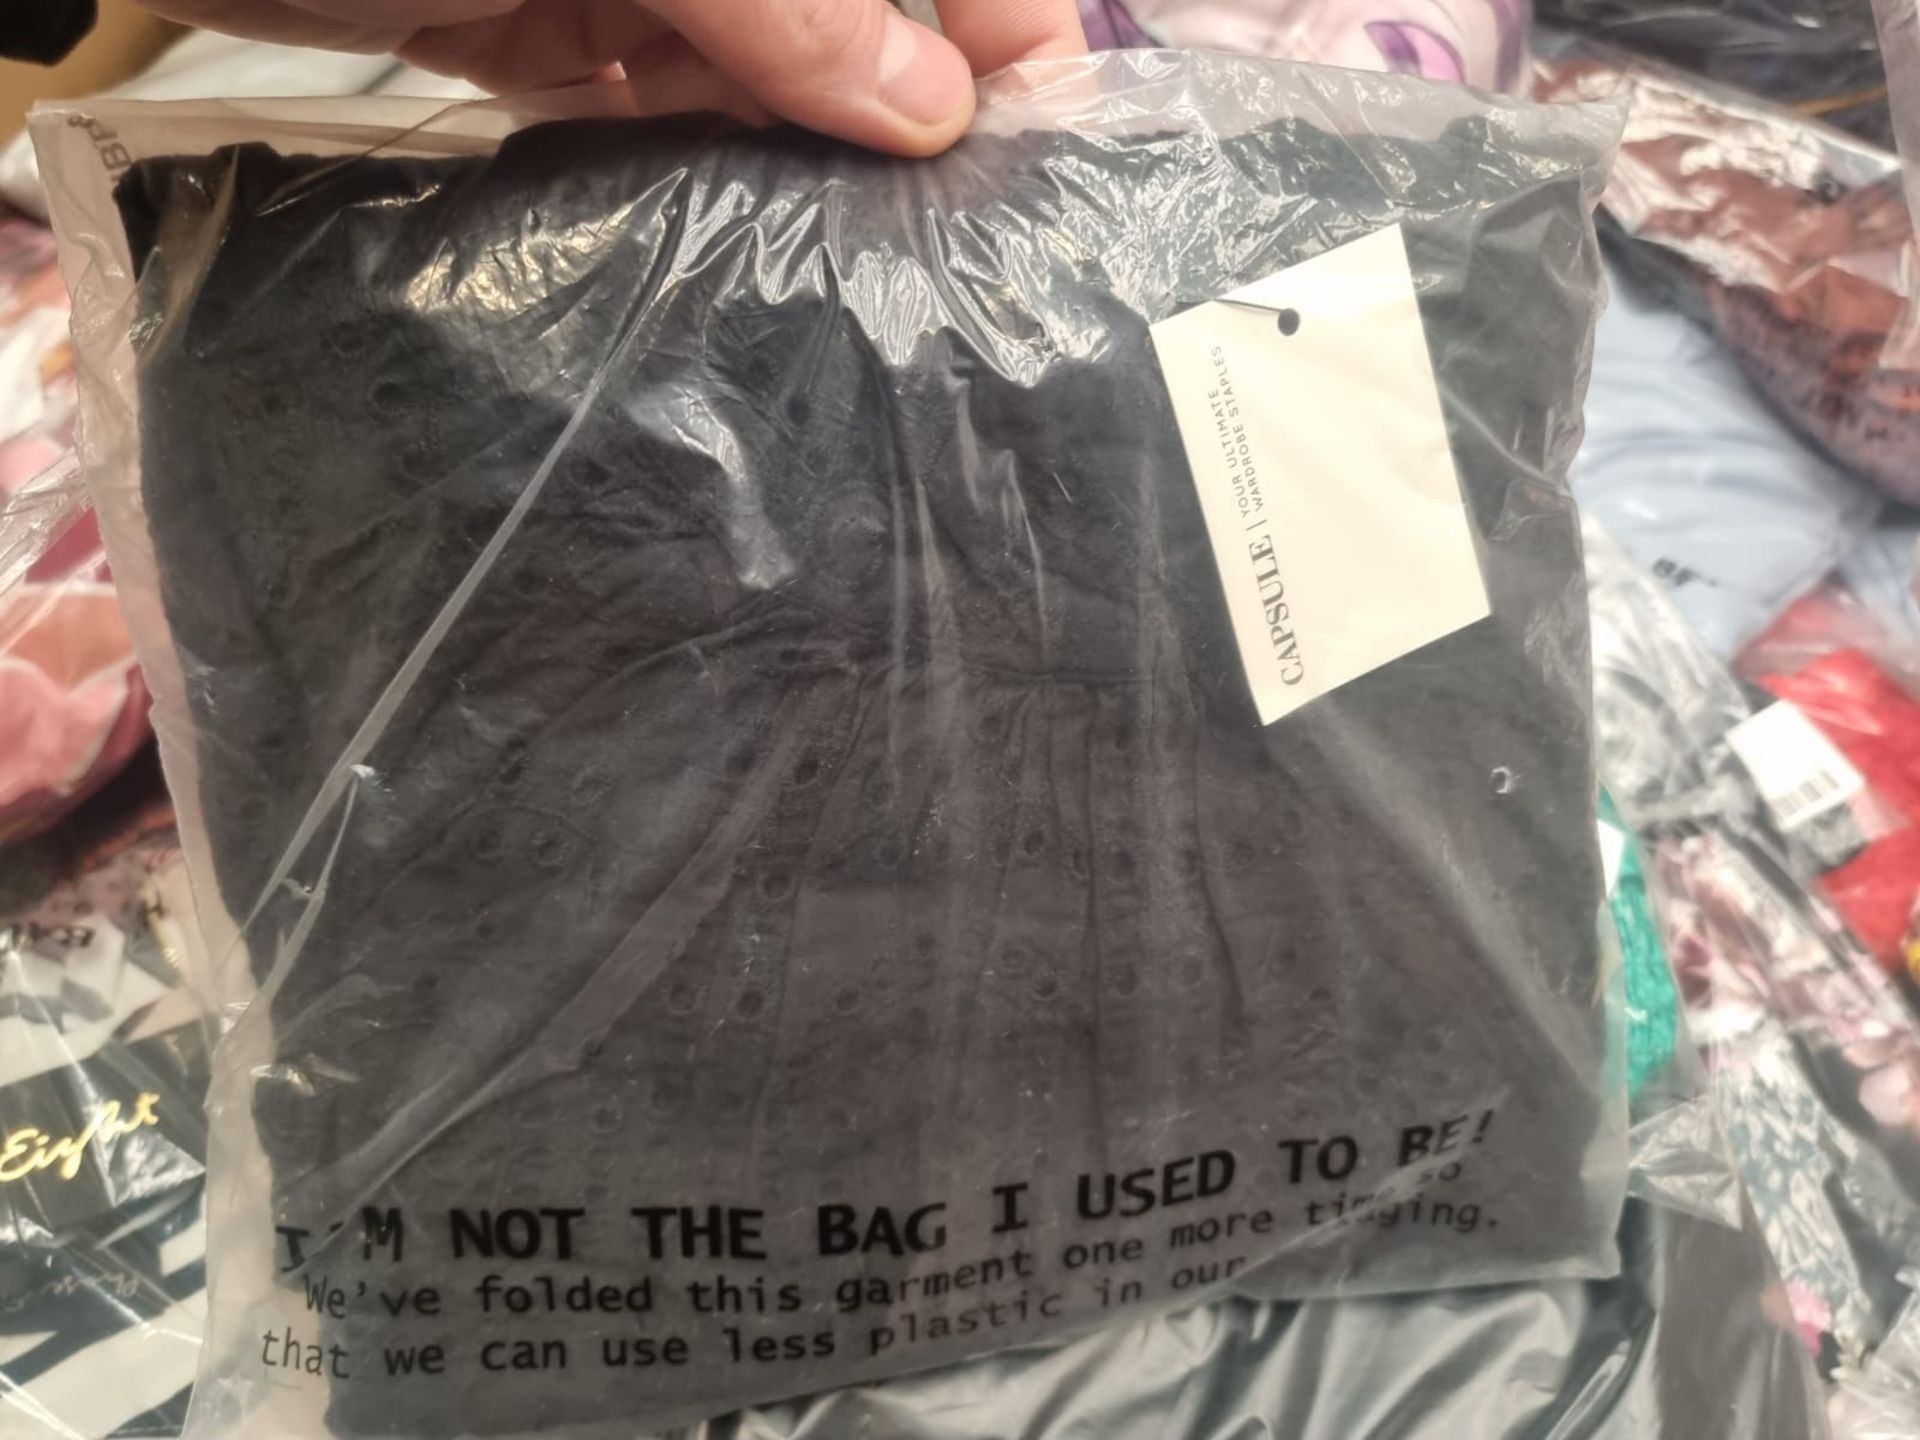 CAPSULE | YOUR ULTIMATE
WARDROBE STAPLES
I'M NOT THE BAG I USED TO BE!
We've folded this garment one more time so
that we can use less plastic in our
Eight